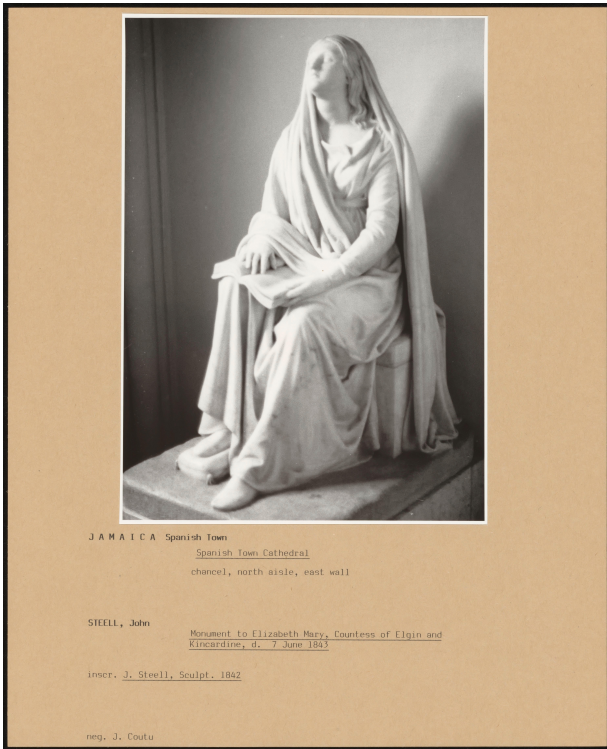 JAMAICA Spanish Town
Spanish Town Cathedral
chancel, north aisle, east wall
STEELL, John
Monument to Elizabeth Mary, Countess of Elgin and
Kincardine, d. 7 June 1843
inscr. J. Steell, Sculpt. 1842
neg. J. Coutu